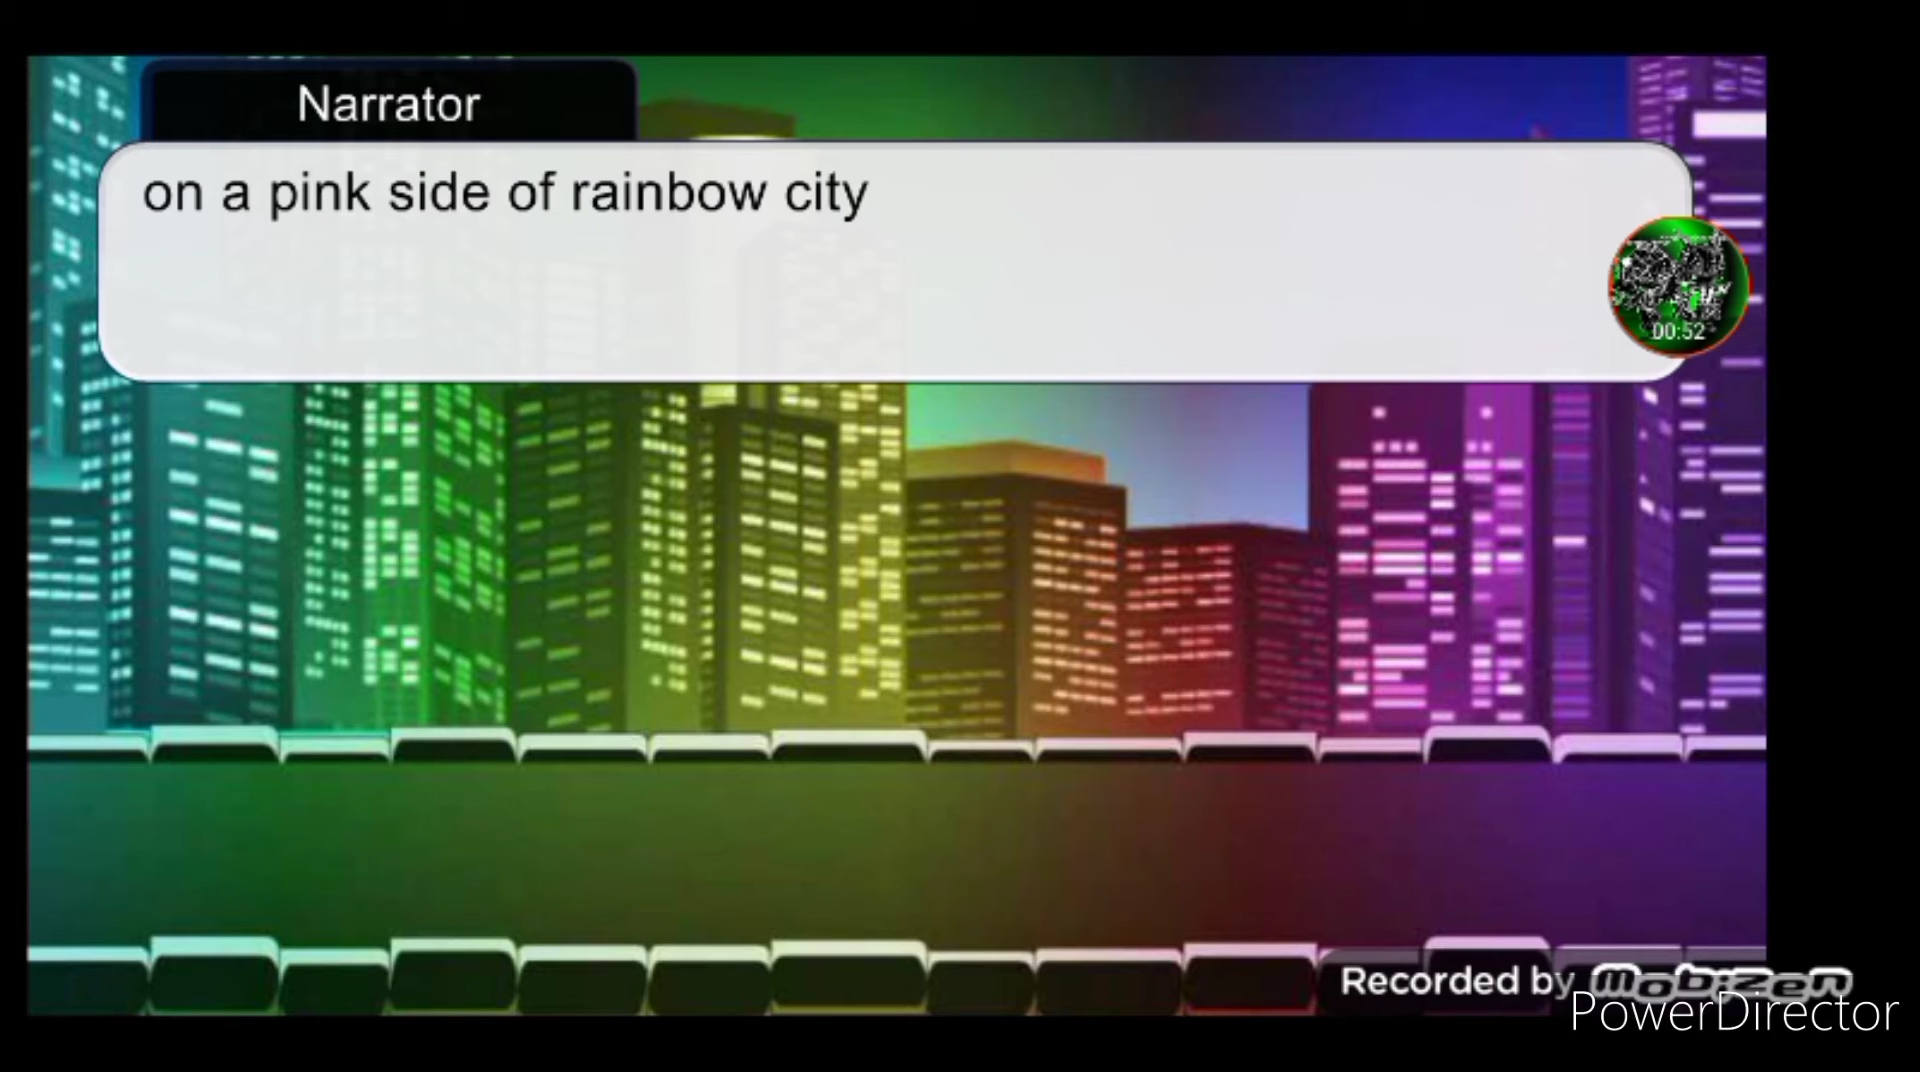 Narrator
on a pink side of rainbow city
00:52
Recorded by mobizen
PowerDirector